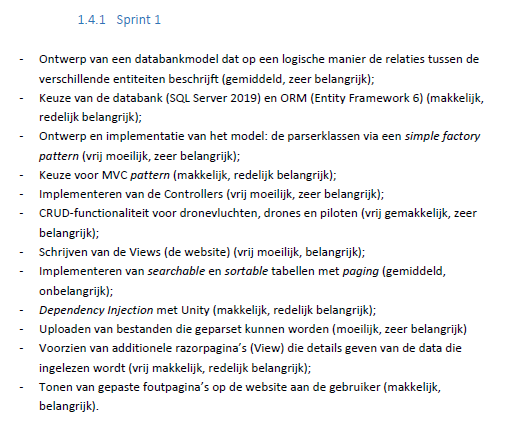 1.4.1 Sprint 1
- Ontwerp van een databankmodel dat op een logische manier de relaties tussen de
verschillende entiteiten beschrijft (gemiddeld, zeer belangrijk);
- Keuze van de databank (SQL Server 2019) en ORM (Entity Framework 6) (makkelijk,
redelijk belangrijk);
- Ontwerp en implementatie van het model: de parserklassen via een simple factory
pattern (vrij moeilijk, zeer belangrijk);
- Keuze voor MVC pattern (makkelijk, redelijk belangrijk);
- Implementeren van de Controllers (vrij moeilijk, zeer belangrijk);
- CRUD-functionaliteit voor dronevluchten, drones en piloten (vrij gemakkelijk, zeer
belangrijk);
- Schrijven van de Views (de website) (vrij moeilijk, belangrijk);
- Implementeren van searchable en sortable tabellen met paging (gemiddeld,
onbelangrijk);
- Dependency Injection met Unity (makkelijk, redelijk belangrijk);
- Uploaden van bestanden die geparset kunnen worden (moeilijk, zeer belangrijk)
- Voorzien van additionele razorpagina's (View) die details geven van de data die
ingelezen wordt (vrij makkelijk, redelijk belangrijk);
- Tonen van gepaste foutpagina's op de website aan de gebruiker (makkelijk,
belangrijk).